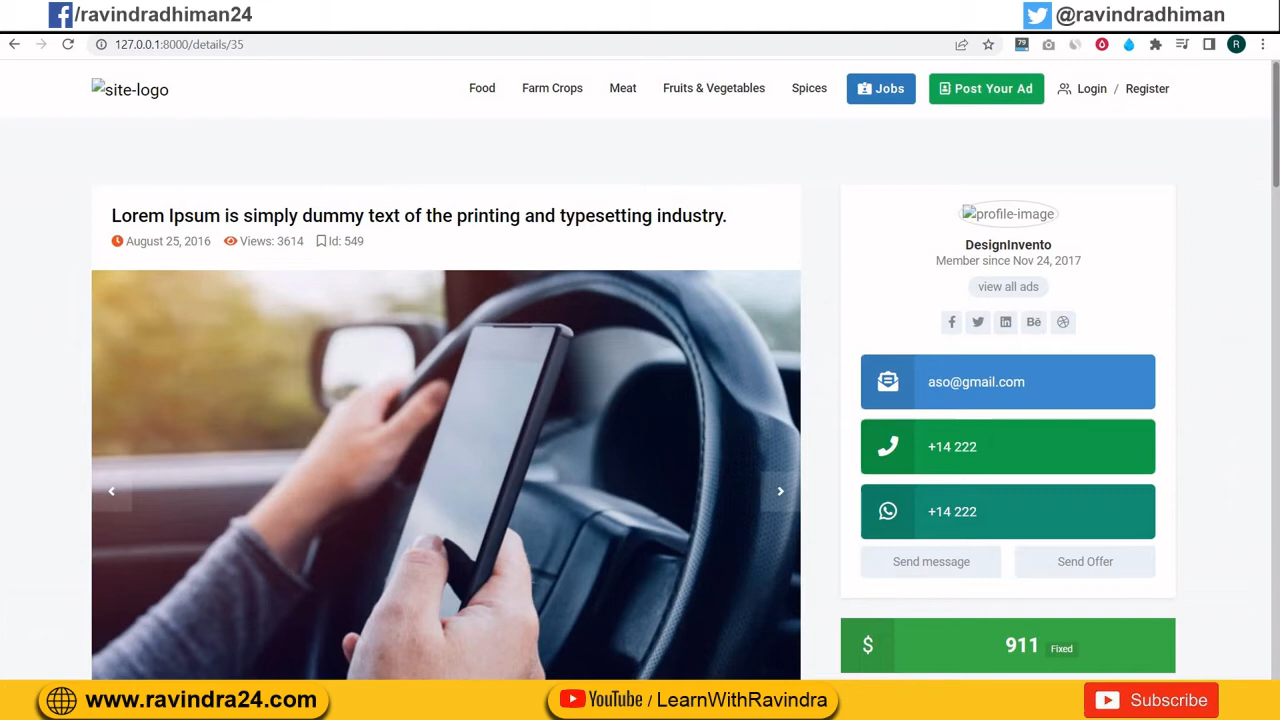 /ravindradhiman24
@ravindradhiman
127.0.0.1:8000/details/35
79
R
site-logo
Food
Farm Crops
Meat
Fruits & Vegetables
Spices
Jobs
Post Your Ad
Login / Register
Lorem Ipsum is simply dummy text of the printing and typesetting industry.
August 25, 2016 Views: 3614 Id: 549
profile-image
DesignInvento
Member since Nov 24, 2017
view all ads
aso@gmail.com
+14 222
+14 222
Send message
Send Offer
$ 911 Fixed
www.ravindra24.com
YouTube / LearnWithRavindra
Subscribe